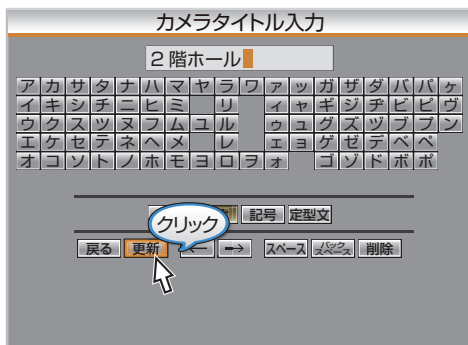 カメラタイトル入力
2階ホール
アカサタナハマヤラワァッガザダバパヶ
イキシチニヒミ リ ィャギジヂビピヴ
ウクスツヌフムユル ゥュグズヅブプン
エケセテネヘメ レ ェョゲゼデベペ
オコソトノホモヨロヲォ ゴゾドボポ
記号 定型文
クリック
戻る 更新 ← → スペース バックスペース 削除